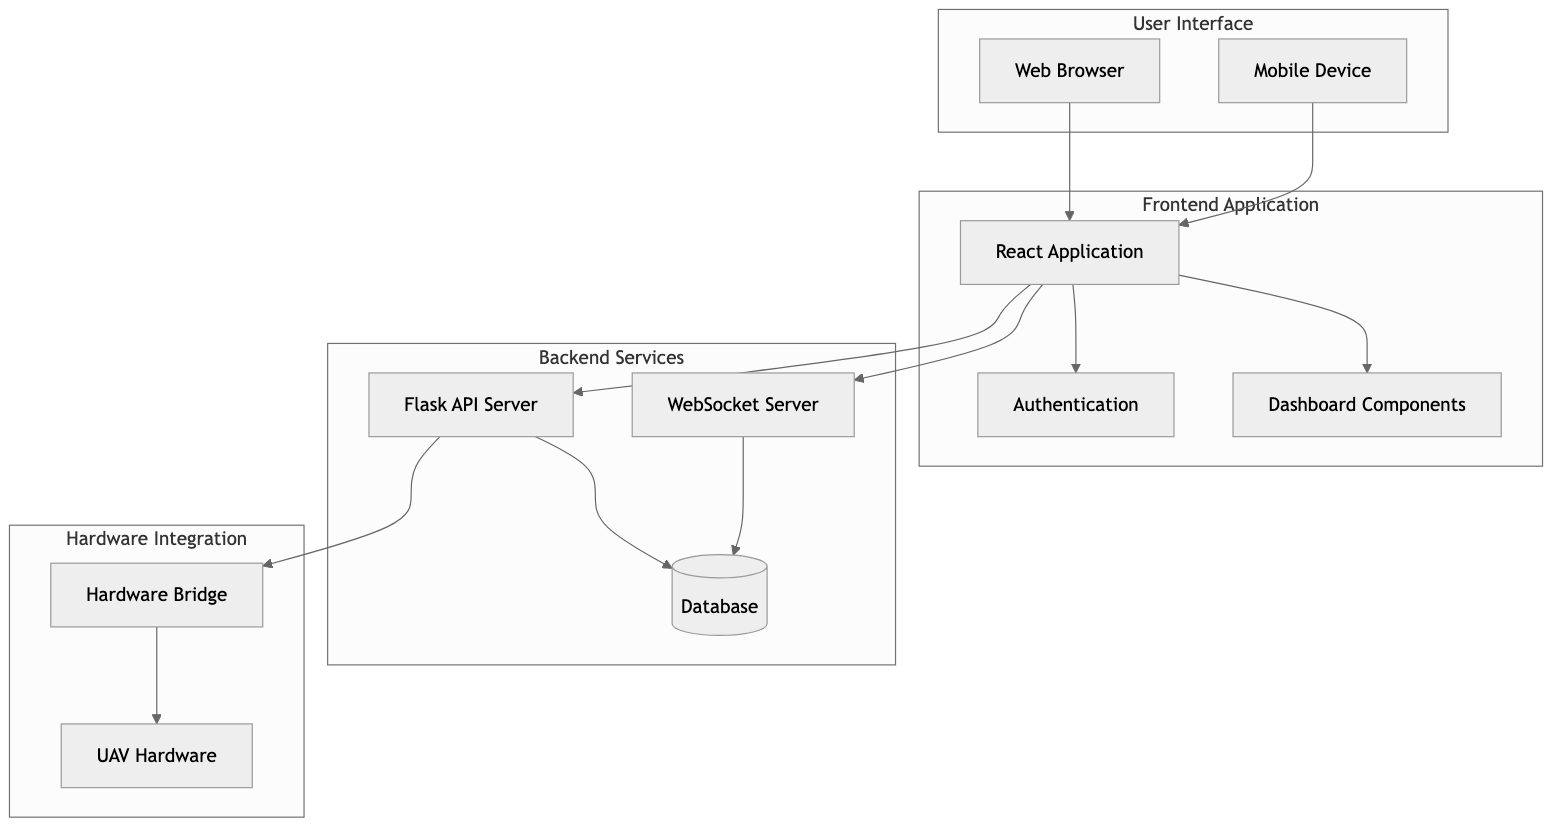 User Interface
Web Browser
Mobile Device
Frontend Application
React Application
Authentication
Dashboard Components
Backend Services
Flask API Server
WebSocket Server
Database
Hardware Integration
Hardware Bridge
UAV Hardware